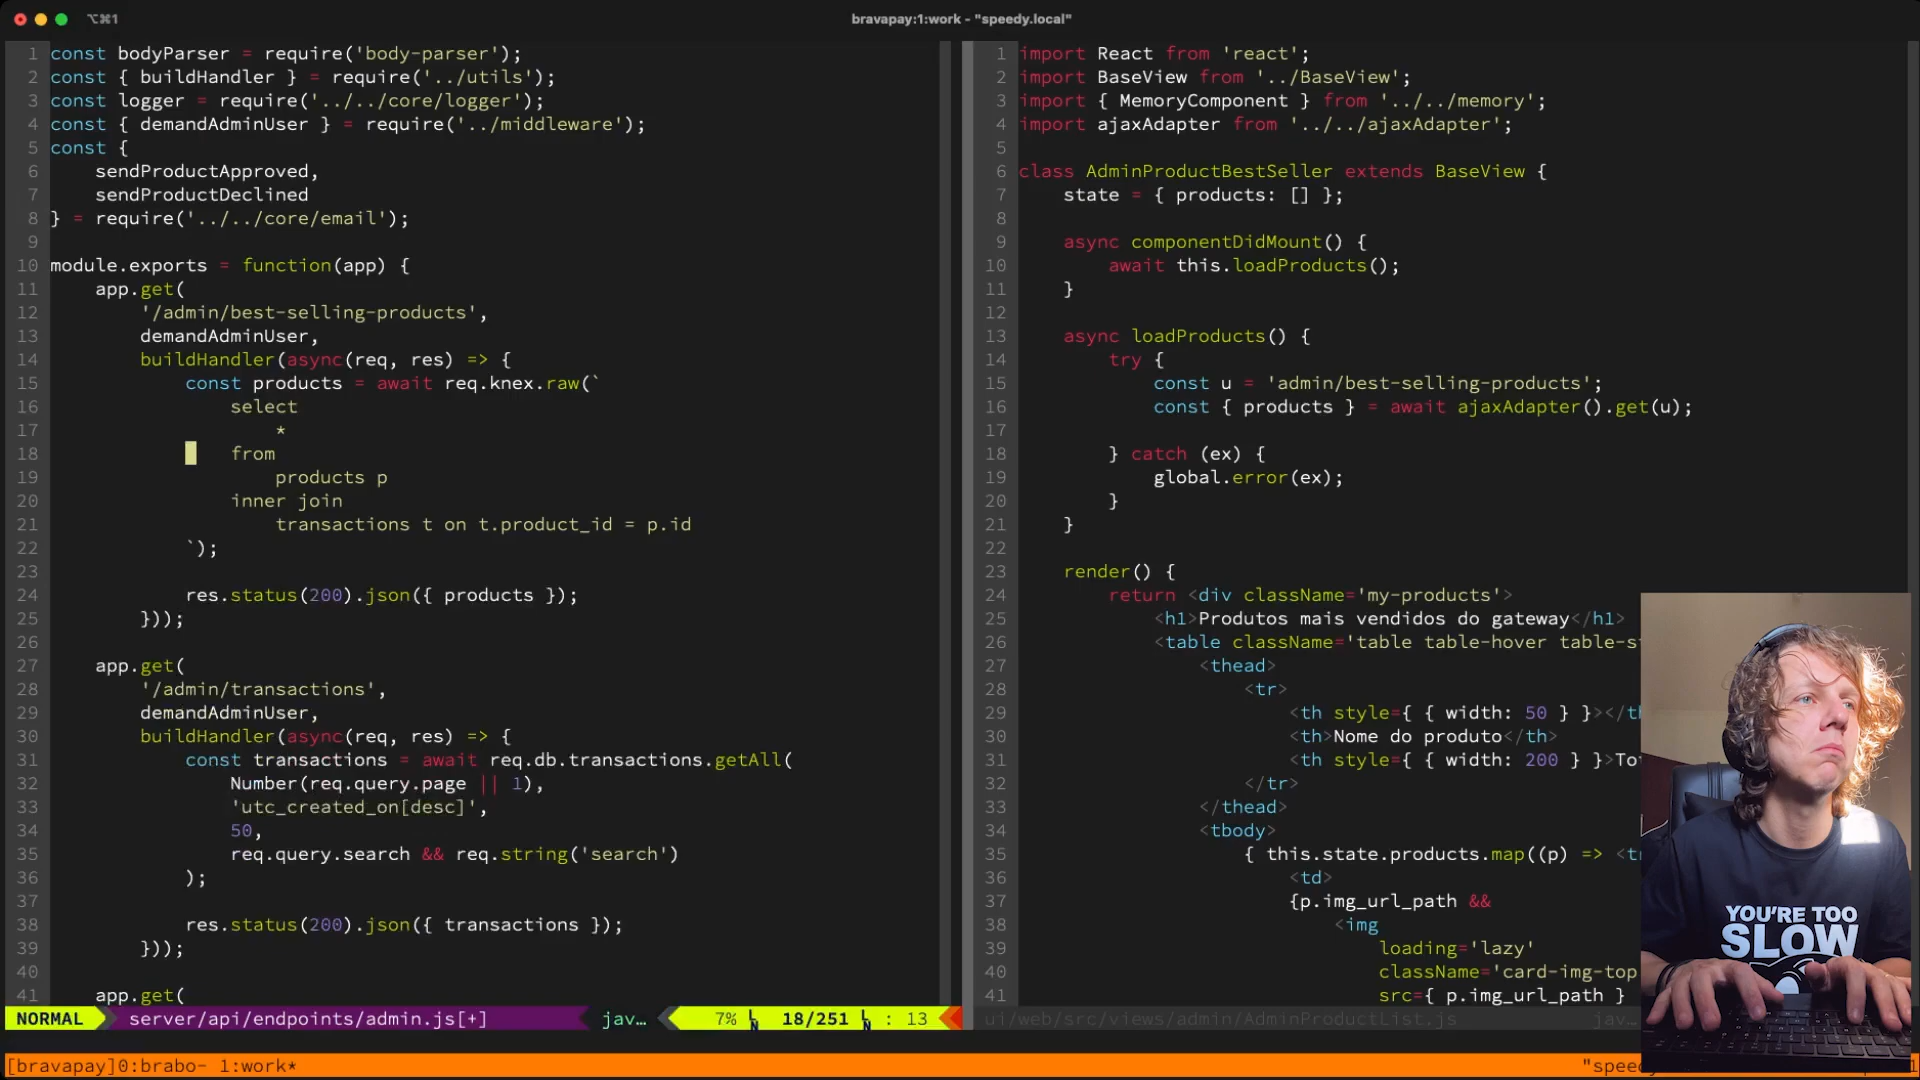 ⌥⌘1
bravapay:1:work - "speedy.local"
1 const bodyParser = require('body-parser');
2 const { buildHandler } = require('../utils');
3 const logger = require('../../core/logger');
4 const { demandAdminUser } = require('../middleware');
5 const {
6 sendProductApproved,
7 sendProductDeclined
8 } = require('../../core/email');
9
10 module.exports = function(app) {
11 app.get(
12 '/admin/best-selling-products',
13 demandAdminUser,
14 buildHandler(async(req, res) => {
15 const products = await req.knex.raw(`
16 select
17 *
18 from
19 products p
20 inner join
21 transactions t on t.product_id = p.id
22 `);
23
24 res.status(200).json({ products });
25 }));
26
27 app.get(
28 '/admin/transactions',
29 demandAdminUser,
30 buildHandler(async(req, res) => {
31 const transactions = await req.db.transactions.getAll(
32 Number(req.query.page || 1),
33 'utc_created_on[desc]',
34 50,
35 req.query.search && req.string('search')
36 );
37
38 res.status(200).json({ transactions });
39 }));
40
41 app.get(
NORMAL server/api/endpoints/admin.js[+] jav… 7% 18/251 : 13
1 import React from 'react';
2 import BaseView from '../BaseView';
3 import { MemoryComponent } from '../../memory';
4 import ajaxAdapter from '../../ajaxAdapter';
5
6 class AdminProductBestSeller extends BaseView {
7 state = { products: [] };
8
9 async componentDidMount() {
10 await this.loadProducts();
11 }
12
13 async loadProducts() {
14 try {
15 const u = 'admin/best-selling-products';
16 const { products } = await ajaxAdapter().get(u);
17
18 } catch (ex) {
19 global.error(ex);
20 }
21 }
22
23 render() {
24 return <div className='my-products'>
25 <h1>Produtos mais vendidos do gateway</h1>
26 <table className='table table-hover table-s
27 <thead>
28 <tr>
29 <th style={ { width: 50 } }></th
30 <th>Nome do produto</th>
31 <th style={ { width: 200 } }>To
32 </tr>
33 </thead>
34 <tbody>
35 { this.state.products.map((p) => <t
36 <td>
37 {p.img_url_path &&
38 <img
39 loading='lazy'
40 className='card-img-top
41 src={ p.img_url_path }
ui/web/src/views/admin/AdminProductList.js jav…
YOU'RE TOO
SLOW
[bravapay]0:brabo- 1:work*
"speed